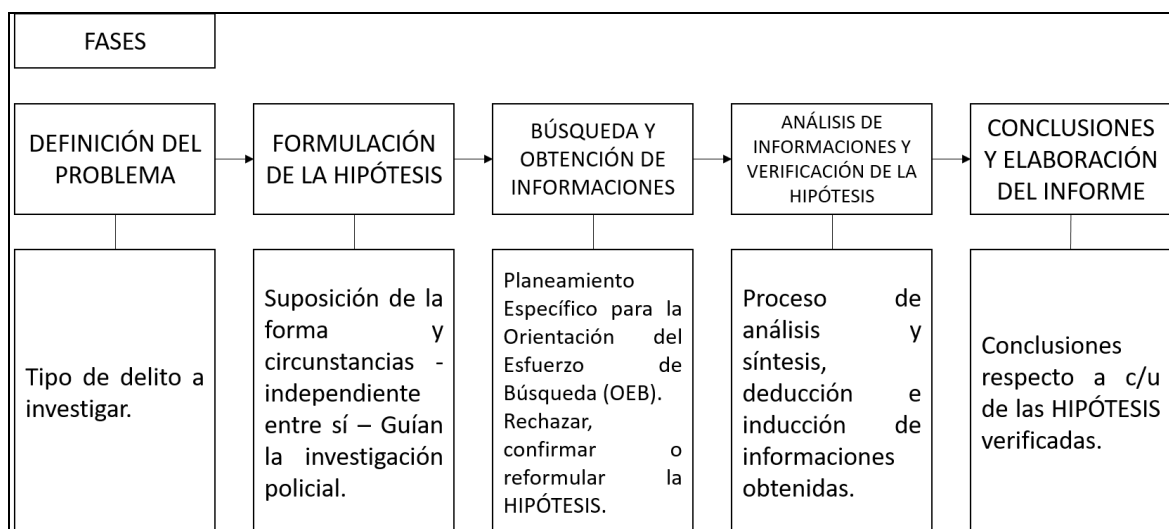 FASES
DEFINICIÓN DEL
PROBLEMA
FORMULACIÓN
DE LA HIPÓTESIS
BÚSQUEDA Y
OBTENCIÓN DE
INFORMACIONES
ANÁLISIS DE
INFORMACIONES Y
VERIFICACIÓN DE LA
HIPÓTESIS
CONCLUSIONES
Y ELABORACIÓN
DEL INFORME
Tipo de delito a
investigar.
Suposición de la
forma y
circunstancias -
independiente
entre sí – Guían
la investigación
policial.
Planeamiento
Específico para la
Orientación del
Esfuerzo de
Búsqueda (OEB).
Rechazar,
confirmar o
reformular la
HIPÓTESIS.
Proceso de
análisis y
síntesis,
deducción e
inducción de
informaciones
obtenidas.
Conclusiones
respecto a c/u
de las HIPÓTESIS
verificadas.